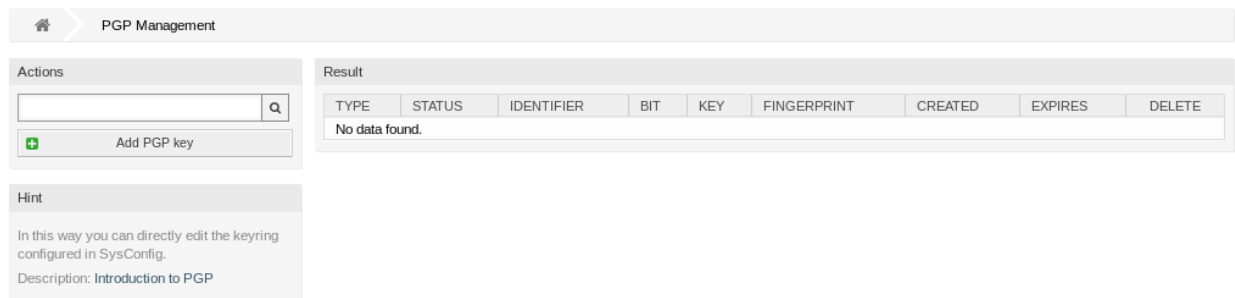 PGP Management
Actions
Add PGP key
Hint
In this way you can directly edit the keyring
configured in SysConfig.
Description: Introduction to PGP
Result
TYPE STATUS IDENTIFIER BIT KEY FINGERPRINT CREATED EXPIRES DELETE
No data found.